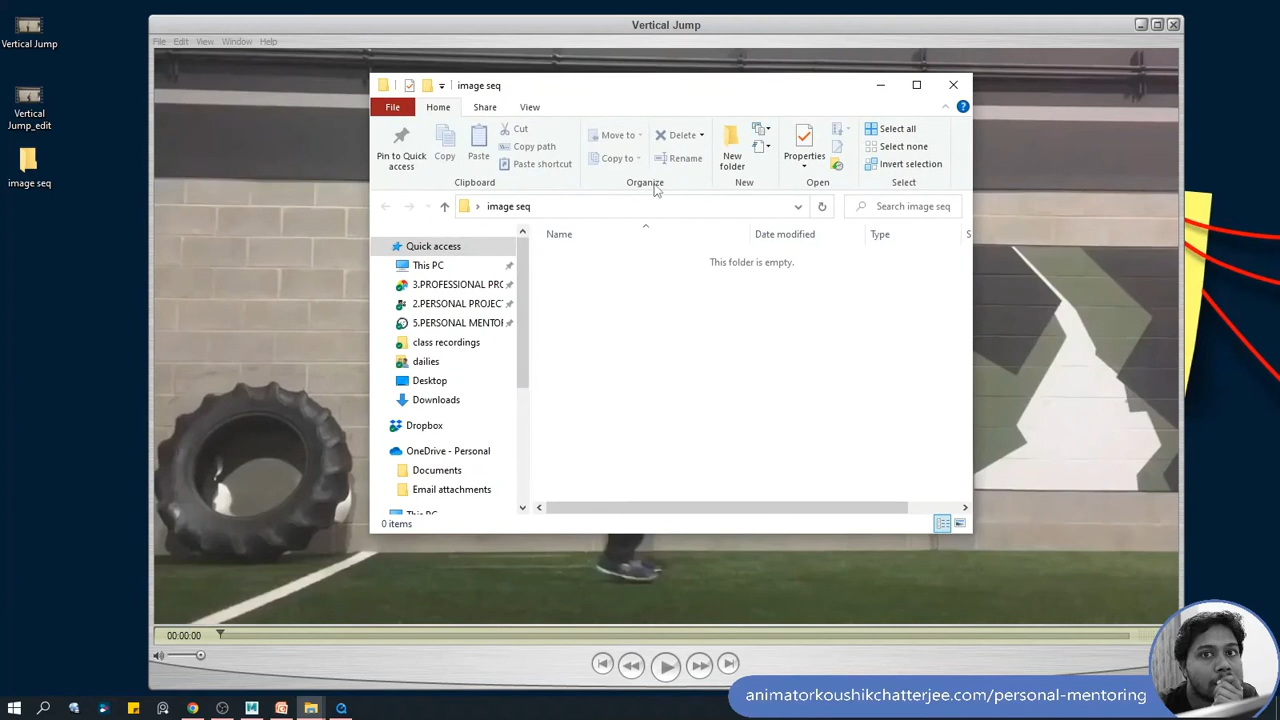 Vertical Jump
File Edit View Window Help
Vertical Jump
Vertical
Jump_edit
image seq
image seq
File Home Share View
Pin to Quick
access
Copy
Paste
Cut
Copy path
Paste shortcut
Clipboard
Move to
Copy to
Delete
Rename
Organize
New
folder
New
Properties
Open
Select all
Select none
Invert selection
Select
image seq
Search image seq
Name Date modified Type S
This folder is empty.
Quick access
This PC
3.PROFESSIONAL PRO
2.PERSONAL PROJEC
5.PERSONAL MENTOR
class recordings
dailies
Desktop
Downloads
Dropbox
OneDrive - Personal
Documents
Email attachments
This PC
0 items
00:00:00
animatorkoushikchatterjee.com/personal-mentoring